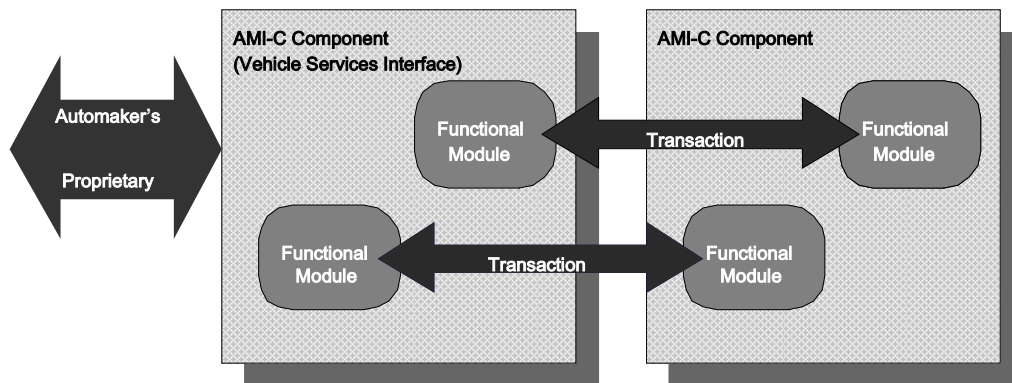 AMI-C Component
(Vehicle Services Interface)
AMI-C Component
Automaker's
Proprietary
Functional
Module
Transaction
Functional
Module
Functional
Module
Transaction
Functional
Module